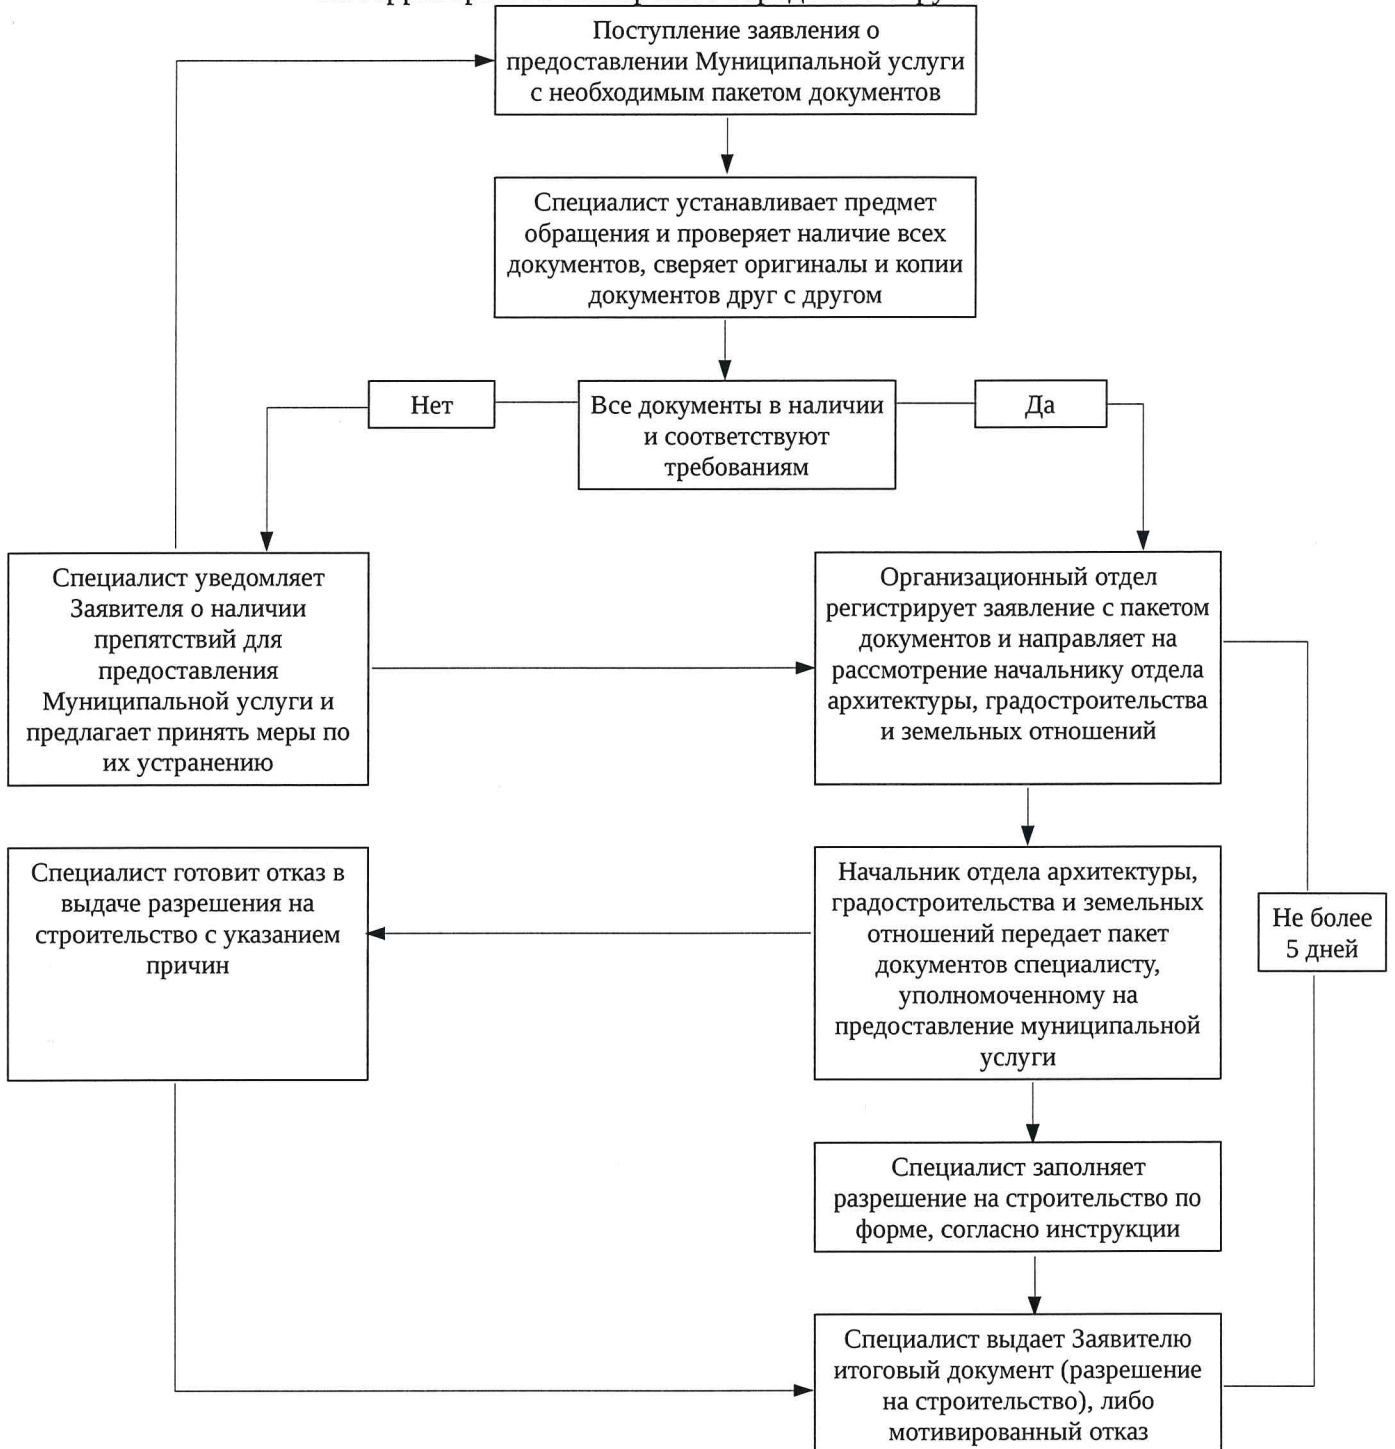 Поступление заявления о
предоставлении Муниципальной услуги
с необходимым пакетом документов
Специалист устанавливает предмет
обращения и проверяет наличие всех
документов, сверяет оригиналы и копии
документов друг с другом
Нет
Все документы в наличии
и соответствуют
требованиям
Да
Специалист уведомляет
Заявителя о наличии
препятствий для
предоставления
Муниципальной услуги и
предлагает принять меры по
их устранению
Организационный отдел
регистрирует заявление с пакетом
документов и направляет на
рассмотрение начальнику отдела
архитектуры, градостроительства
и земельных отношений
Специалист готовит отказ в
выдаче разрешения на
строительство с указанием
причин
Начальник отдела архитектуры,
градостроительства и земельных
отношений передает пакет
документов специалисту,
уполномоченному на
предоставление муниципальной
услуги
Не более
5 дней
Специалист заполняет
разрешение на строительство по
форме, согласно инструкции
Специалист выдает Заявителю
итоговый документ (разрешение
на строительство), либо
мотивированный отказ